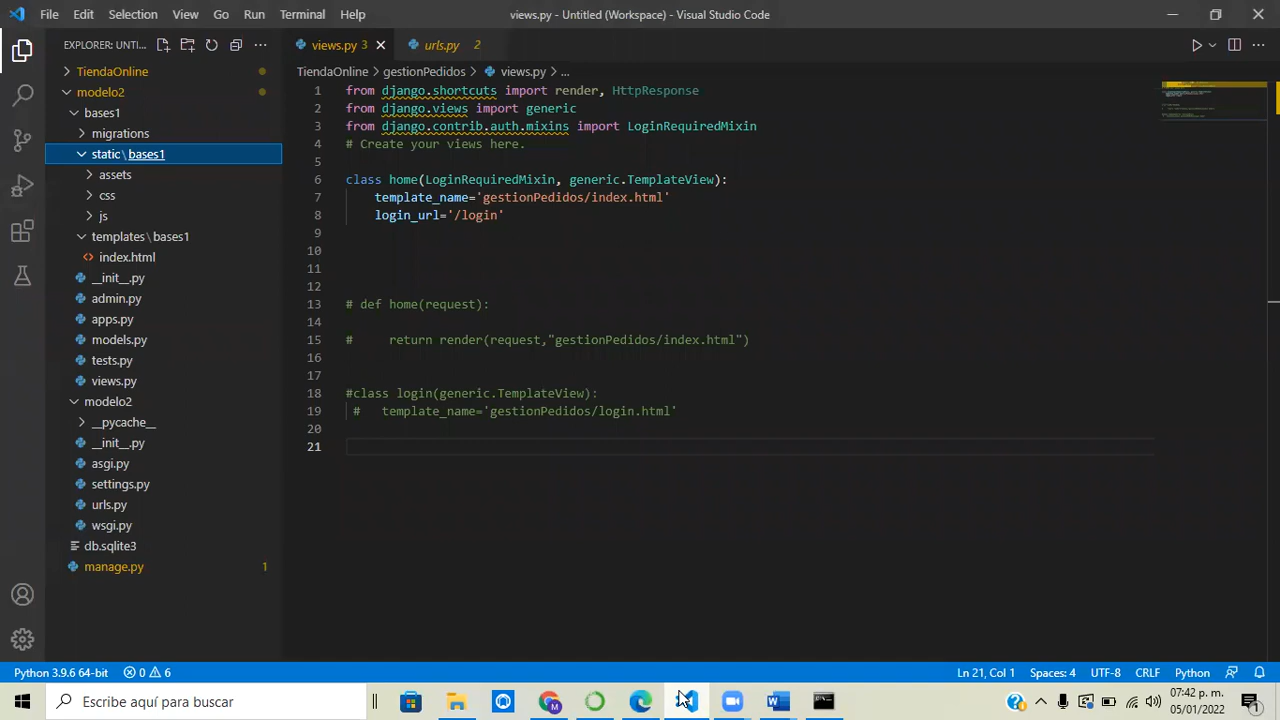 File Edit Selection View Go Run Terminal Help
views.py - Untitled (Workspace) - Visual Studio Code
EXPLORER: UNTI...
views.py 3
urls.py 2
TiendaOnline
modelo2
bases1
migrations
static\bases1
assets
css
js
templates\bases1
index.html
__init__.py
admin.py
apps.py
models.py
tests.py
views.py
modelo2
__pycache__
__init__.py
asgi.py
settings.py
urls.py
wsgi.py
db.sqlite3
manage.py 1
TiendaOnline > gestionPedidos > views.py > ...
1 from django.shortcuts import render, HttpResponse
2 from django.views import generic
3 from django.contrib.auth.mixins import LoginRequiredMixin
4 # Create your views here.
5
6 class home(LoginRequiredMixin, generic.TemplateView):
7 template_name='gestionPedidos/index.html'
8 login_url='/login'
9
10
11
12
13 # def home(request):
14
15 # return render(request,"gestionPedidos/index.html")
16
17
18 #class login(generic.TemplateView):
19 # template_name='gestionPedidos/login.html'
20
21
Python 3.9.6 64-bit 0 6 Ln 21, Col 1 Spaces: 4 UTF-8 CRLF Python
Escribe aquí para buscar
07:42 p. m.
05/01/2022
1